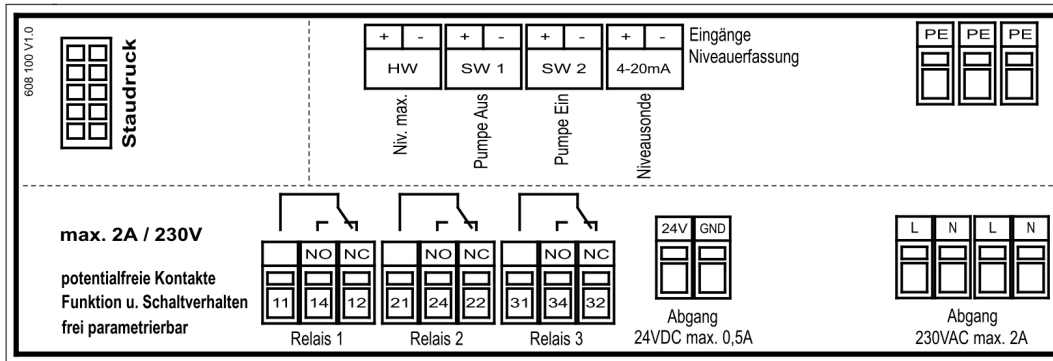 608 100 V1.0
Staudruck
+ - + - + - + -
HW SW 1 SW 2 4-20mA
Eingänge
Niveauerfassung
Niv. max.
Pumpe Aus
Pumpe Ein
Niveausonde
PE PE PE
max. 2A / 230V
potentialfreie Kontakte
Funktion u. Schaltverhalten
frei parametrierbar
NO NC NO NC NO NC
11 14 12 21 24 22 31 34 32
Relais 1 Relais 2 Relais 3
24V GND
Abgang
24VDC max. 0,5A
L N L N
Abgang
230VAC max. 2A